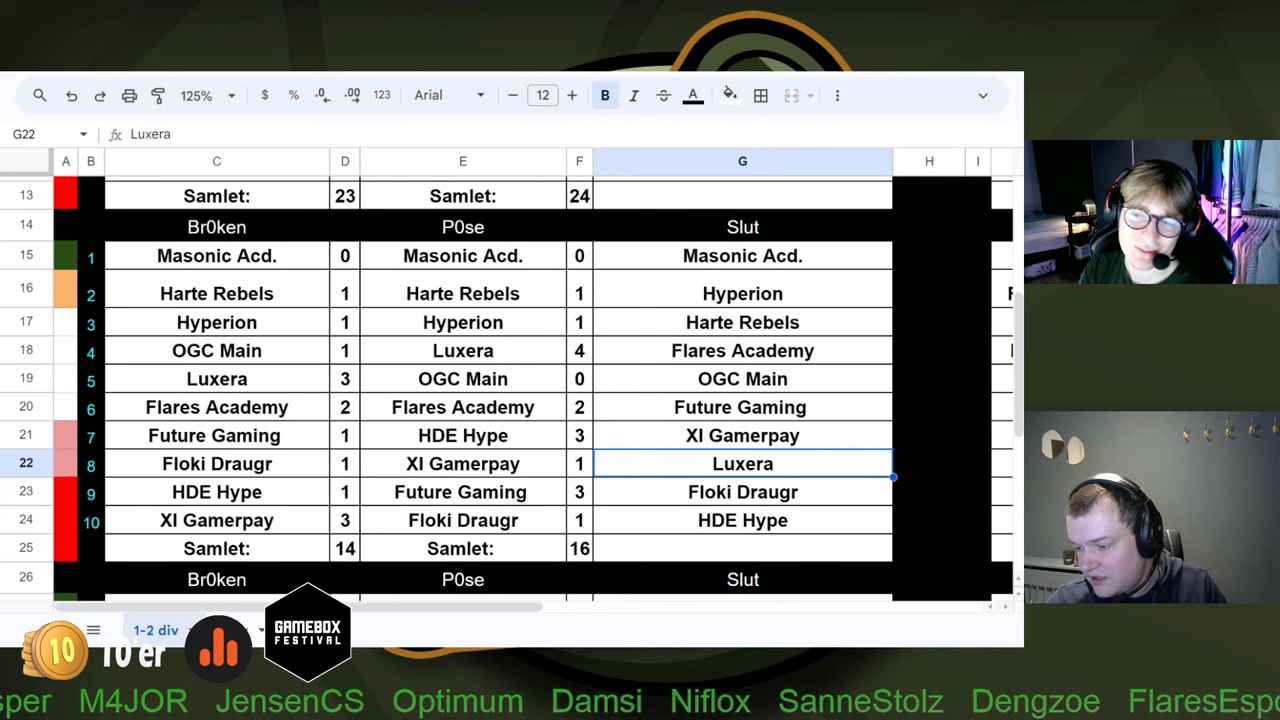 125% $ % .0 .00 123 Arial 12 B I A
G22 fx Luxera
A B C D E F G H I
13 Samlet: 23 Samlet: 24
14 Br0ken P0se Slut
15 1 Masonic Acd. 0 Masonic Acd. 0 Masonic Acd.
16 2 Harte Rebels 1 Harte Rebels 1 Hyperion
17 3 Hyperion 1 Hyperion 1 Harte Rebels
18 4 OGC Main 1 Luxera 4 Flares Academy
19 5 Luxera 3 OGC Main 0 OGC Main
20 6 Flares Academy 2 Flares Academy 2 Future Gaming
21 7 Future Gaming 1 HDE Hype 3 XI Gamerpay
22 8 Floki Draugr 1 XI Gamerpay 1 Luxera
23 9 HDE Hype 1 Future Gaming 3 Floki Draugr
24 10 XI Gamerpay 3 Floki Draugr 1 HDE Hype
25 Samlet: 14 Samlet: 16
26 Br0ken P0se Slut
1-2 div
10 10'er
GAMEBOX
FESTIVAL
sper M4JOR JensenCS Optimum Damsi Niflox SanneStolz Dengzoe FlaresEspo